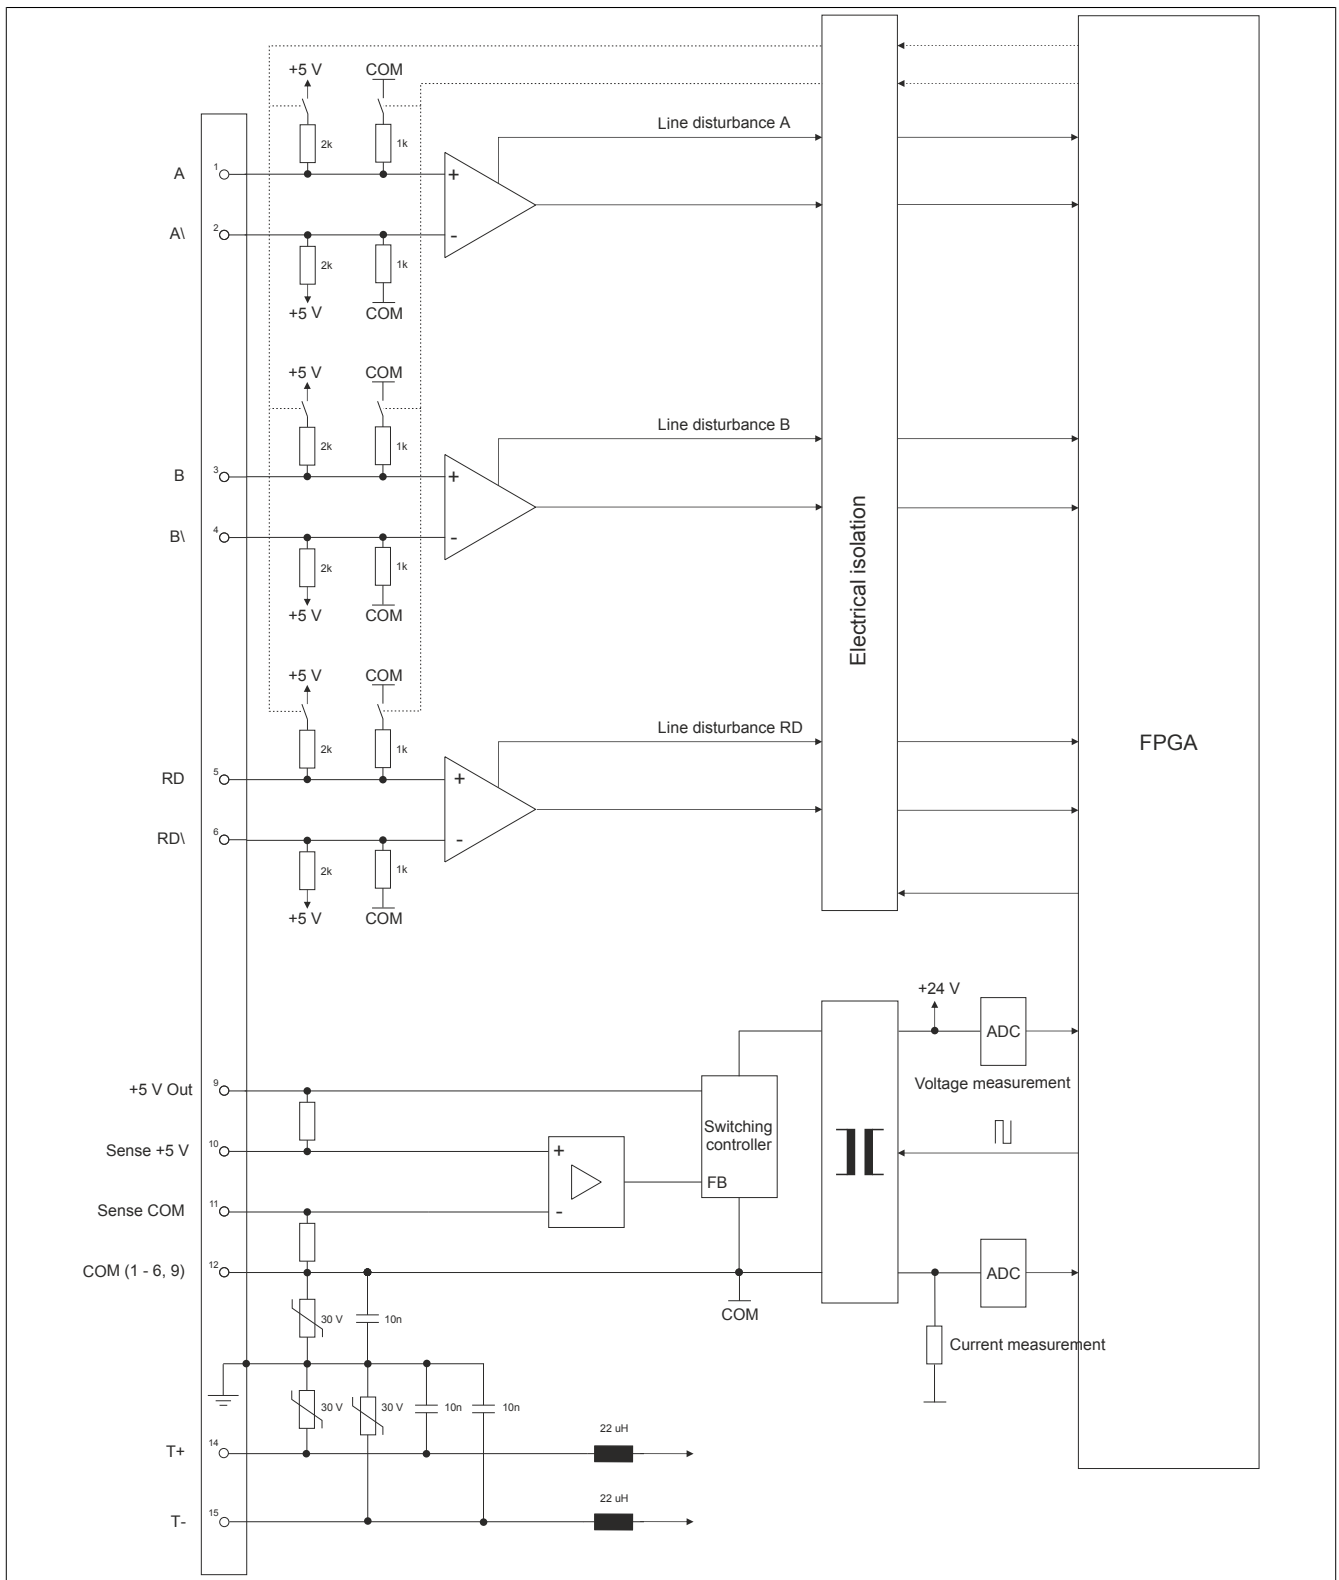 +5 V COM
Line disturbance A
2k 1k
A 1 +
A\ 2 -
2k 1k
+5 V COM
+5 V COM
Line disturbance B
2k 1k
B 3 +
B\ 4 -
2k 1k
+5 V COM
Electrical isolation
+5 V COM
Line disturbance RD
2k 1k
FPGA
RD 5 +
RD\ 6 -
2k 1k
+5 V COM
+24 V
ADC
Voltage measurement
+5 V Out 9
Switching
controller
Sense +5 V 10 +
FB
Sense COM 11 -
COM (1 - 6, 9) 12
ADC
COM
30 V 10n
Current measurement
30 V 30 V 10n 10n
22 uH
T+ 14
22 uH
T- 15